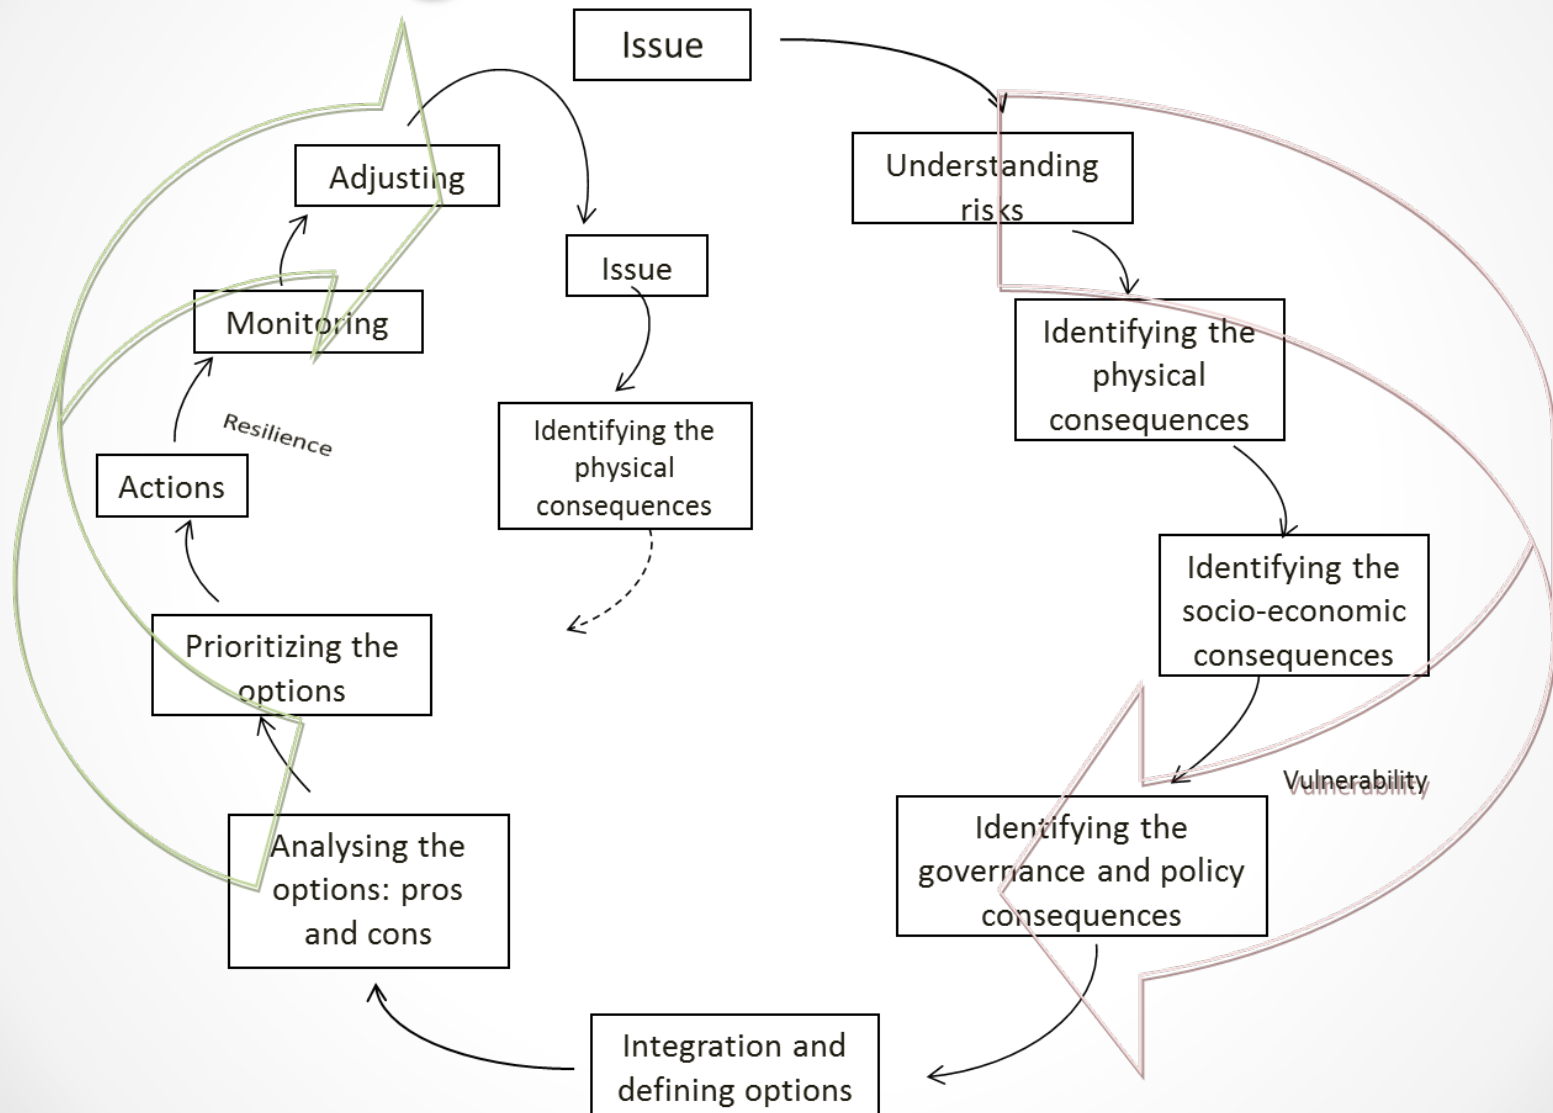 Issue
Understanding
risks
Identifying the
physical
consequences
Identifying the
socio-economic
consequences
Vulnerability
Identifying the
governance and policy
consequences
Integration and
defining options
Analysing the
options: pros
and cons
Prioritizing the
options
Actions
Resilience
Monitoring
Adjusting
Issue
Identifying the
physical
consequences